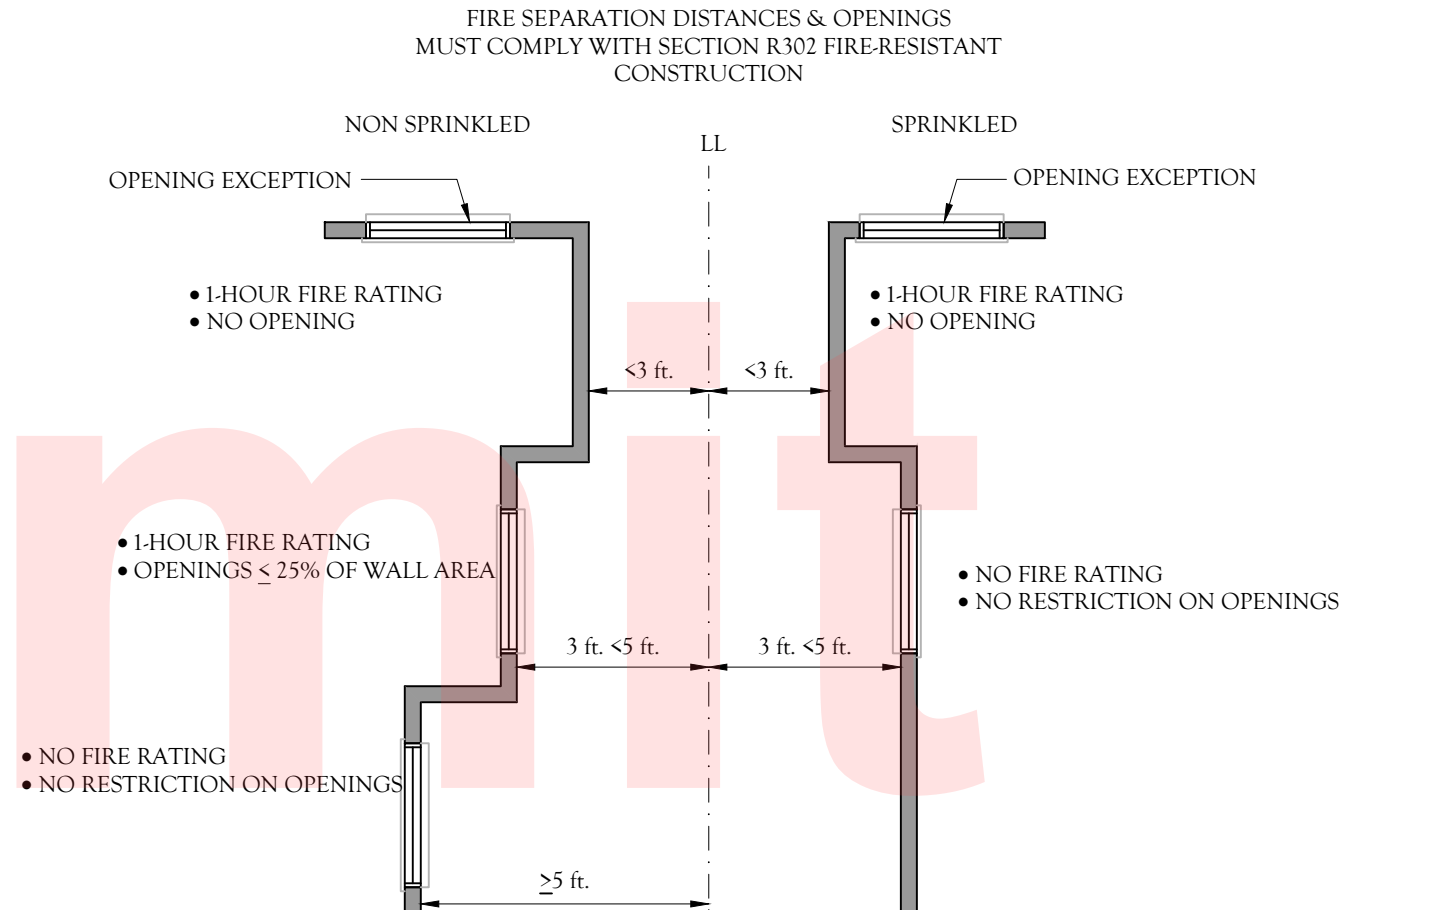 FIRE SEPARATION DISTANCES & OPENINGS
MUST COMPLY WITH SECTION R302 FIRE-RESISTANT
CONSTRUCTION
NON SPRINKLED
SPRINKLED
LL
OPENING EXCEPTION
OPENING EXCEPTION
• 1-HOUR FIRE RATING
• NO OPENING
• 1-HOUR FIRE RATING
• NO OPENING
<3 ft.
<3 ft.
• 1-HOUR FIRE RATING
• OPENINGS ≤ 25% OF WALL AREA
• NO FIRE RATING
• NO RESTRICTION ON OPENINGS
3 ft. <5 ft.
3 ft. <5 ft.
• NO FIRE RATING
• NO RESTRICTION ON OPENINGS
≥5 ft.
mit